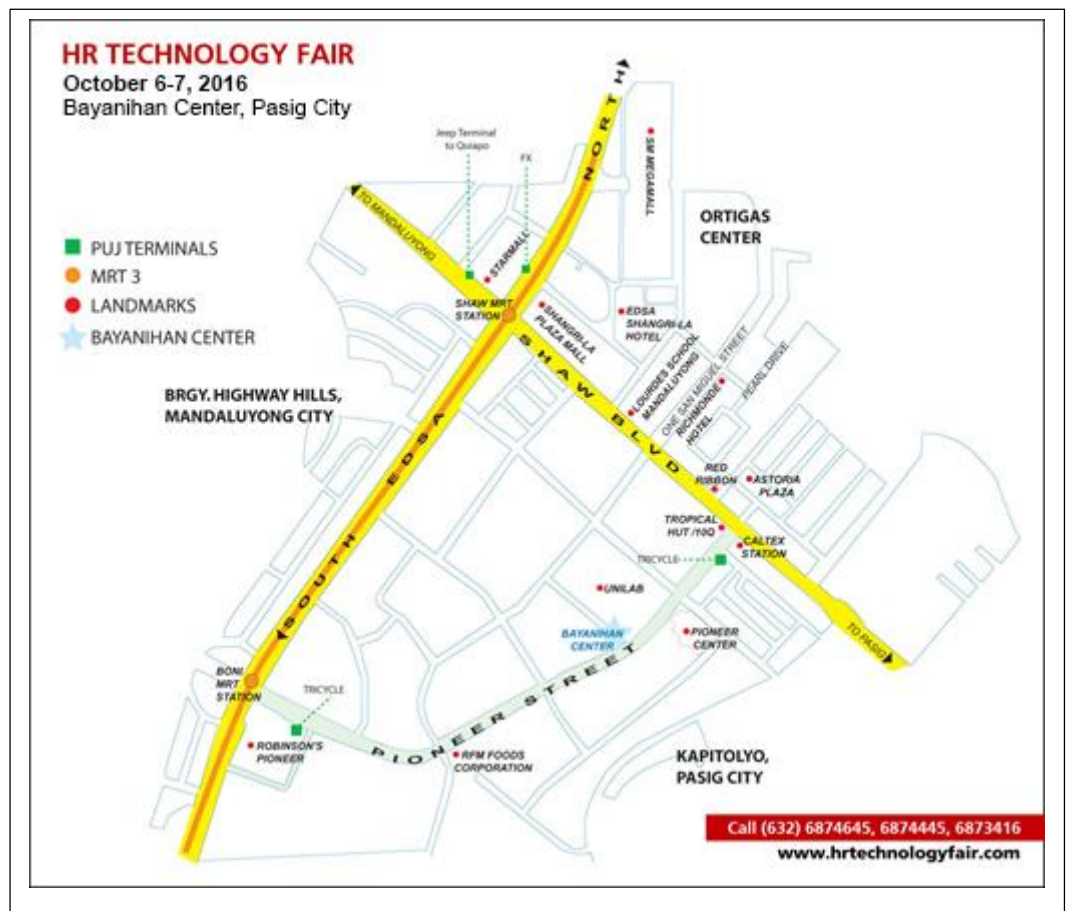 HR TECHNOLOGY FAIR
October 6-7, 2016
Bayanihan Center, Pasig City
NORTH
Jeep Terminal
to Quiapo
FX
SM MEGAMALL
TO MANDALUYONG
ORTIGAS
CENTER
PUJ TERMINALS
MRT 3
LANDMARKS
BAYANIHAN CENTER
STARMALL
SHAW MRT
STATION
SHANGRI-LA
PLAZA MALL
EDSA
SHANGRI-LA
HOTEL
SHAW BLVD
LOURDES SCHOOL
MANDALUYONG
ONE SAN MIGUEL STREET
RICHMONDE
HOTEL
PEARL DRIVE
BRGY. HIGHWAY HILLS,
MANDALUYONG CITY
SOUTH EDSA
RED
RIBBON
ASTORIA
PLAZA
TROPICAL
HUT /10Q
CALTEX
STATION
TRICYCLE
UNILAB
BAYANIHAN
CENTER
PIONEER
CENTER
TO PASIG
BONI
MRT
STATION
TRICYCLE
PIONEER STREET
ROBINSON'S
PIONEER
RFM FOODS
CORPORATION
KAPITOLYO,
PASIG CITY
Call (632) 6874645, 6874445, 6873416
www.hrtechnologyfair.com